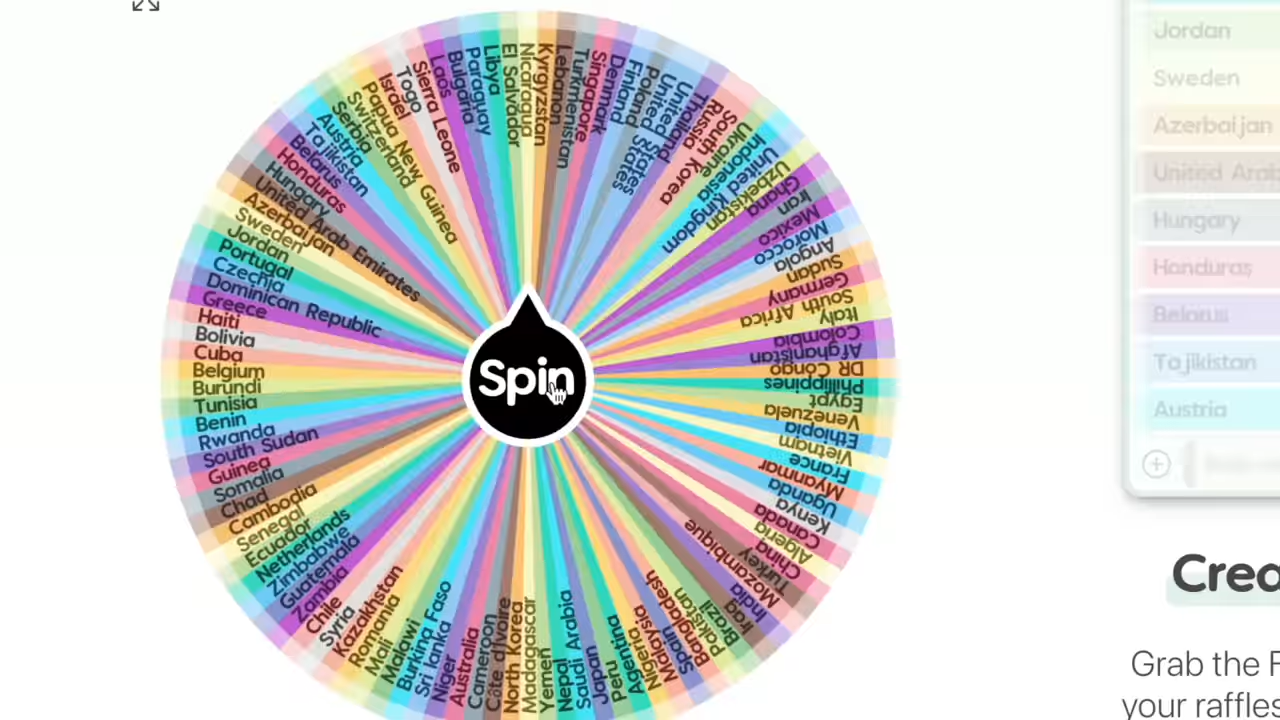 Kyrgyzstan
Lebanon
Turkmenistan
Singapore
Denmark
Finland
Poland
United States
United States
Thailand
Russia
South Korea
Ukraine
Indonesia
United Kingdom
Uzbekistan
Ghana
Iran
Mexico
Morocco
Angola
Sudan
Germany
South Africa
Italy
Colombia
Afghanistan
DR Congo
Philippines
Egypt
Venezuela
Ethiopia
Vietnam
France
Myanmar
Uganda
Kenya
Canada
Algeria
China
Turkey
Mozambique
India
Iraq
Brazil
Pakistan
Bangladesh
Spain
Malaysia
Nigeria
Agentina
Peru
Japan
Saudi Arabia
Nepal
Yemen
Madagascar
North Korea
Côte d'Ivoire
Cameroon
Australia
Niger
Sri lanka
Burkina Faso
Malawi
Mali
Romania
Kazakhstan
Syria
Chile
Zambia
Guatemala
Zimbabwe
Netherlands
Ecuador
Senegal
Cambodia
Chad
Somalia
Guinea
South Sudan
Rwanda
Benin
Tunisia
Burundi
Belgium
Cuba
Bolivia
Haiti
Greece
Dominican Republic
Czechia
Portugal
Jordan
Sweden
Azerbaijan
United Arab Emirates
Hungary
Honduras
Belarus
Tajikistan
Austria
Serbia
Switzerland
Papua New Guinea
Israel
Togo
Sierra Leone
Laos
Bulgaria
Paraguay
Libya
El Salvador
Nicaragua
Spin
Jordan
Sweden
Azerbaijan
United Arab
Hungary
Honduras
Belarus
Tajikistan
Austria
Crea
Grab the F
your raffles